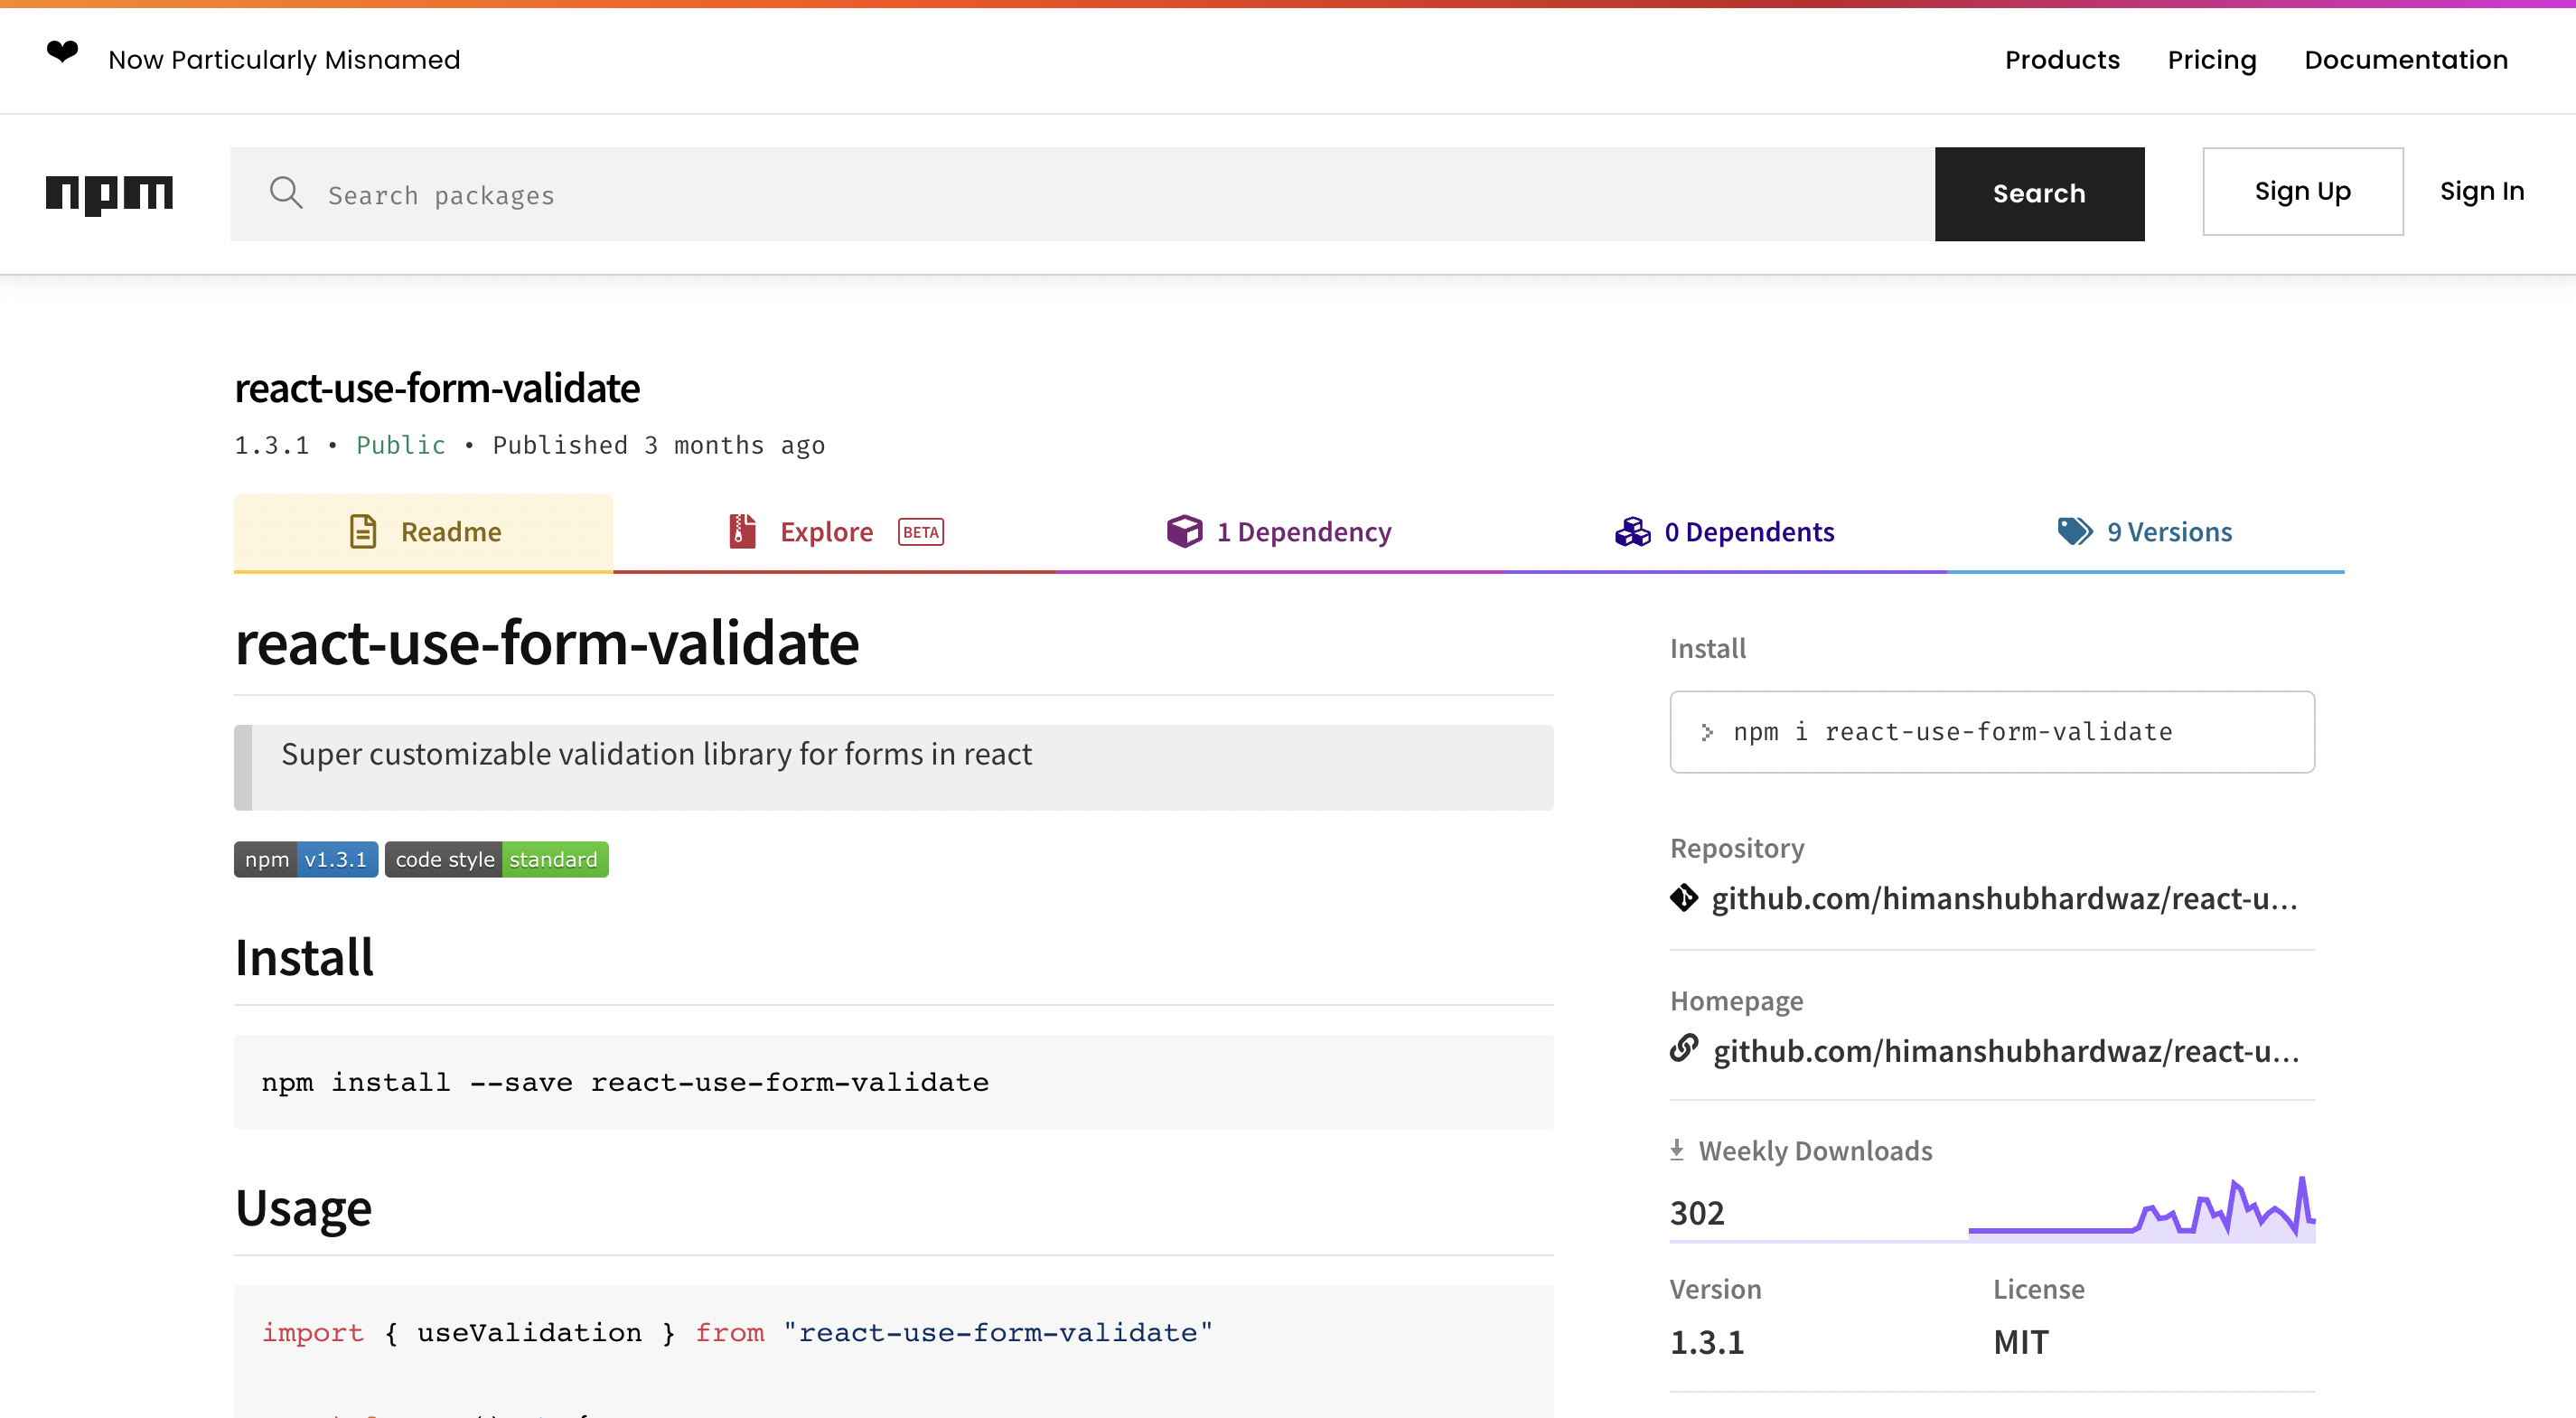 Now Particularly Misnamed
Products Pricing Documentation
npm
Search packages
Search
Sign Up
Sign In
react-use-form-validate
1.3.1 • Public • Published 3 months ago
Readme
Explore BETA
1 Dependency
0 Dependents
9 Versions
react-use-form-validate
Super customizable validation library for forms in react
npm v1.3.1 code style standard
Install
npm install --save react-use-form-validate
Usage
import { useValidation } from "react-use-form-validate"
Install
> npm i react-use-form-validate
Repository
github.com/himanshubhardwaz/react-u...
Homepage
github.com/himanshubhardwaz/react-u...
Weekly Downloads
302
Version
1.3.1
License
MIT